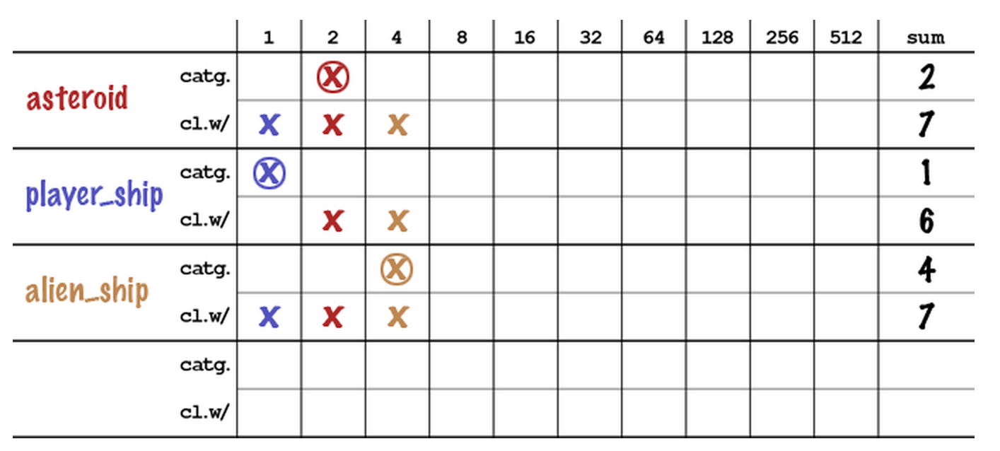 1 2 4 8 16 32 64 128 256 512 sum
asteroid catg. X 2
cl.w/ X X X 7
player_ship catg. X 1
cl.w/ X X 6
alien_ship catg. X 4
cl.w/ X X X 7
catg.
cl.w/